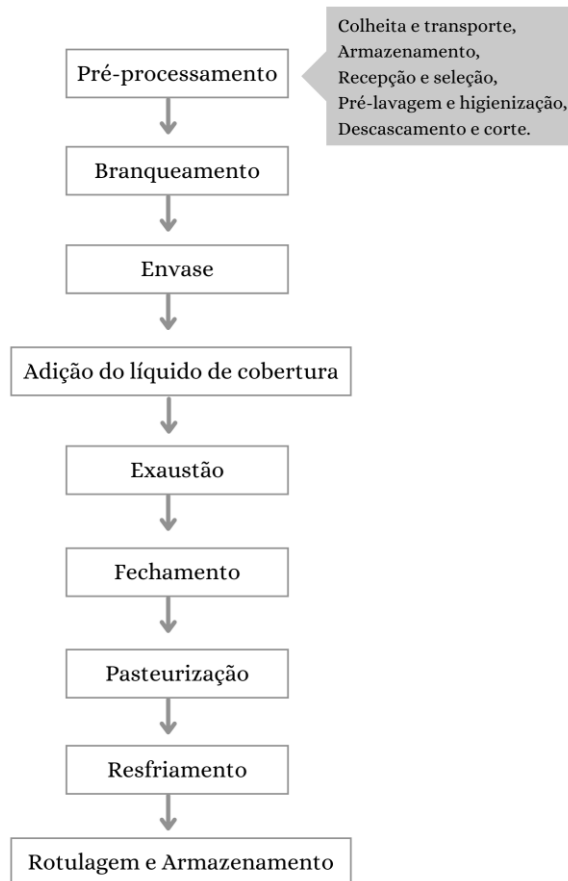 Pré-processamento
Colheita e transporte,
Armazenamento,
Recepção e seleção,
Pré-lavagem e higienização,
Descascamento e corte.
Branqueamento
Envase
Adição do líquido de cobertura
Exaustão
Fechamento
Pasteurização
Resfriamento
Rotulagem e Armazenamento